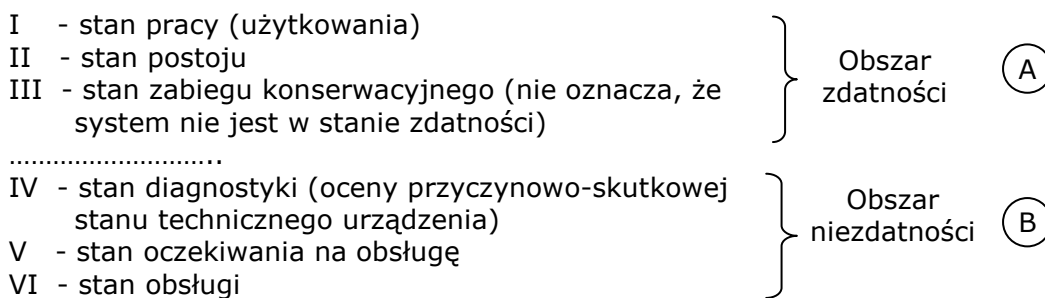 I - stan pracy (użytkowania)
II - stan postoju
III - stan zabiegu konserwacyjnego (nie oznacza, że
system nie jest w stanie zdatności)
Obszar
zdatności
A
………………………..
IV - stan diagnostyki (oceny przyczynowo-skutkowej
stanu technicznego urządzenia)
V - stan oczekiwania na obsługę
VI - stan obsługi
Obszar
niezdatności
B